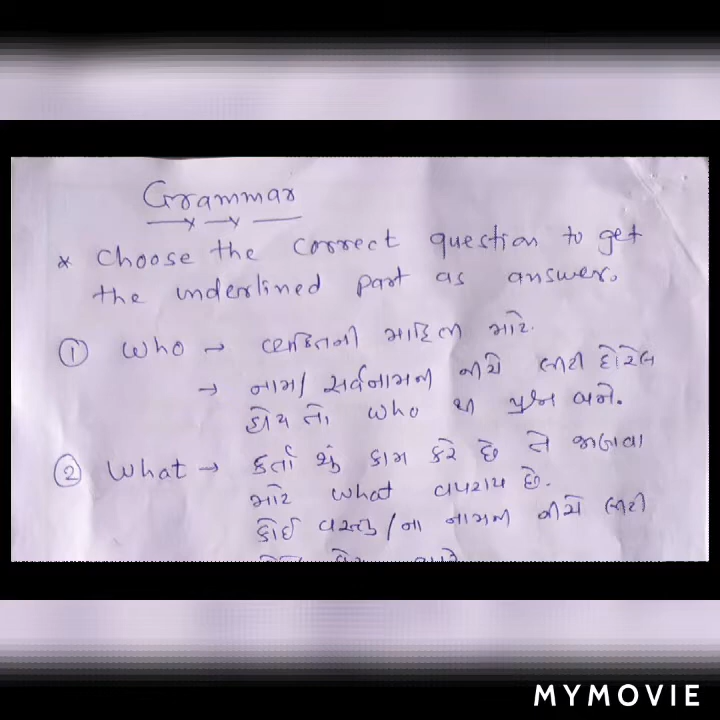 Grammar
* Choose the correct question to get
the underlined part as answer.
① Who → વ્યક્તિની માહિતી માટે.
→ નામ/સર્વનામની નીચે લીટી દોરેલ
હોય તો Who થી પ્રશ્ન બને.
② What → કર્તા શું કામ કરે છે તે જાણવા
માટે What વપરાય છે.
કોઈ વસ્તુ/ના નામની નીચે લીટી
MYMOVIE